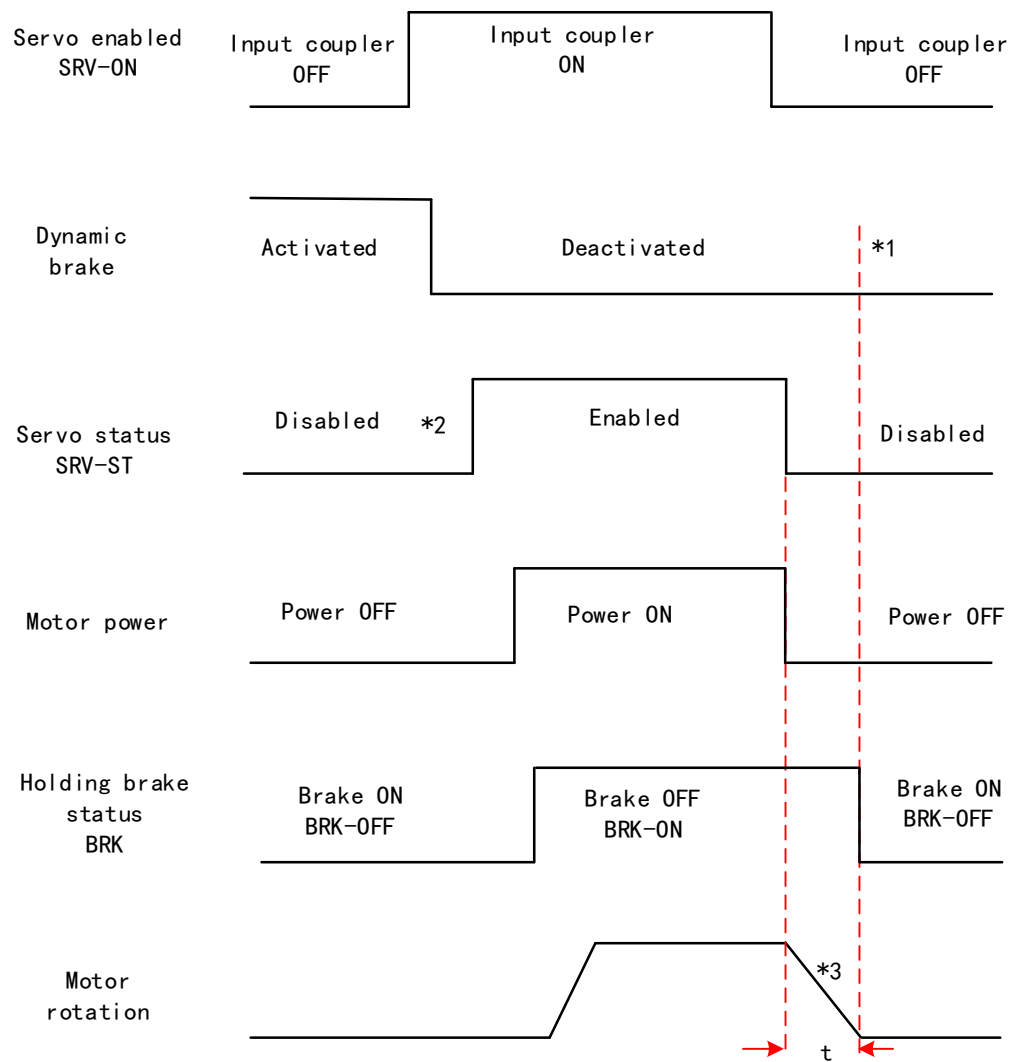 Servo enabled
SRV-ON
Input coupler
OFF
Input coupler
ON
Input coupler
OFF
Dynamic
brake
Activated
Deactivated
*1
Servo status
SRV-ST
Disabled
*2
Enabled
Disabled
Motor power
Power OFF
Power ON
Power OFF
Holding brake
status
BRK
Brake ON
BRK-OFF
Brake OFF
BRK-ON
Brake ON
BRK-OFF
Motor
rotation
*3
t